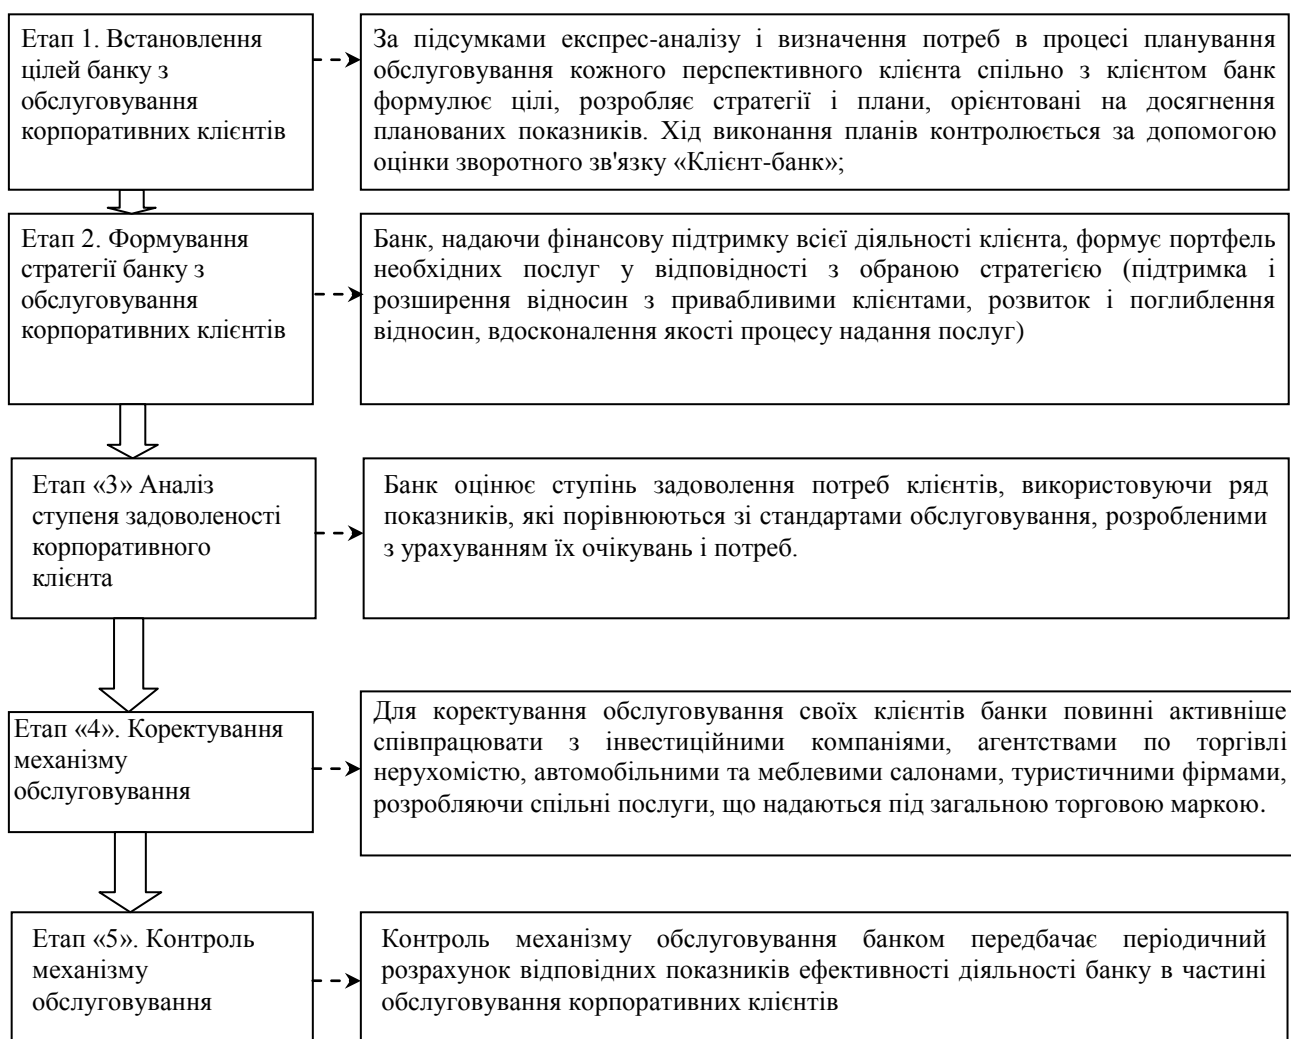 Етап 1. Встановлення
цілей банку з
обслуговування
корпоративних клієнтів
За підсумками експрес-аналізу і визначення потреб в процесі планування
обслуговування кожного перспективного клієнта спільно з клієнтом банк
формулює цілі, розробляє стратегії і плани, орієнтовані на досягнення
планованих показників. Хід виконання планів контролюється за допомогою
оцінки зворотного зв'язку «Клієнт-банк»;
Етап 2. Формування
стратегії банку з
обслуговування
корпоративних клієнтів
Банк, надаючи фінансову підтримку всієї діяльності клієнта, формує портфель
необхідних послуг у відповідності з обраною стратегією (підтримка і
розширення відносин з привабливими клієнтами, розвиток і поглиблення
відносин, вдосконалення якості процесу надання послуг)
Етап «3» Аналіз
ступеня задоволеності
корпоративного
клієнта
Банк оцінює ступінь задоволення потреб клієнтів, використовуючи ряд
показників, які порівнюються зі стандартами обслуговування, розробленими
з урахуванням їх очікувань і потреб.
Етап «4». Коректування
механізму
обслуговування
Для коректування обслуговування своїх клієнтів банки повинні активніше
співпрацювати з інвестиційними компаніями, агентствами по торгівлі
нерухомістю, автомобільними та меблевими салонами, туристичними фірмами,
розробляючи спільні послуги, що надаються під загальною торговою маркою.
Етап «5». Контроль
механізму
обслуговування
Контроль механізму обслуговування банком передбачає періодичний
розрахунок відповідних показників ефективності діяльності банку в частині
обслуговування корпоративних клієнтів